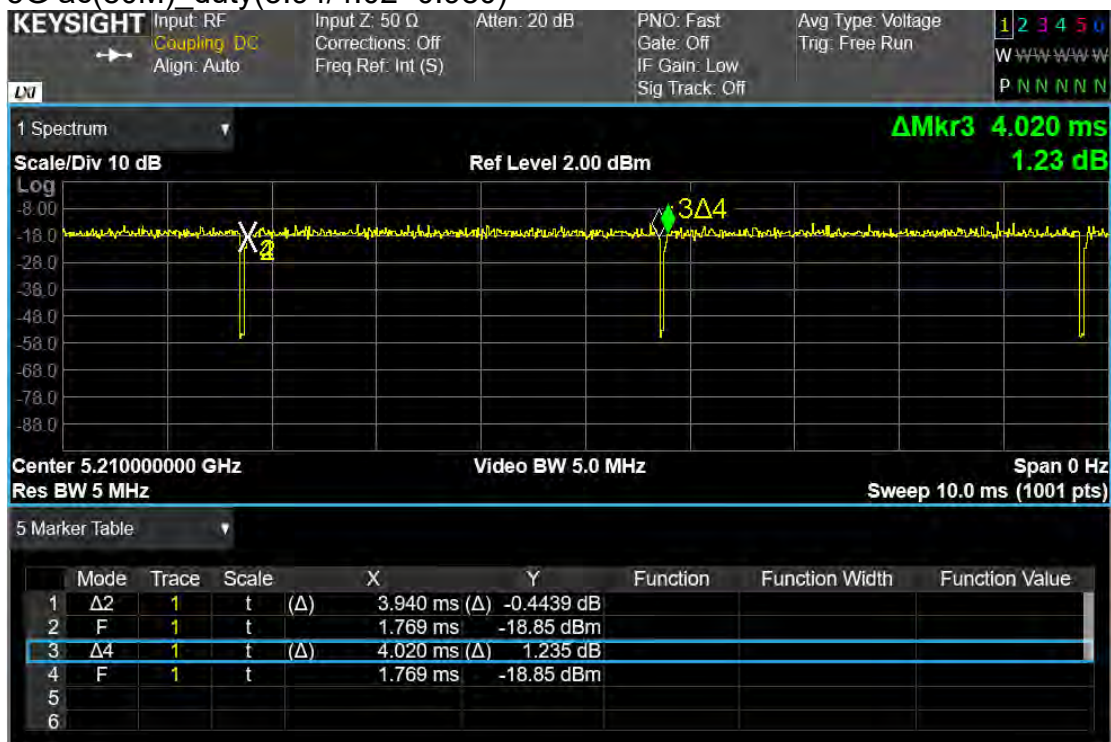 KEYSIGHT Input: RF Input Z: 50 Ω Atten: 20 dB PNO: Fast Avg Type: Voltage 1 2 3 4 5 6
Coupling: DC Corrections: Off Gate: Off Trig: Free Run W W W W W W
Align: Auto Freq Ref: Int (S) IF Gain: Low
LXI Sig Track: Off P N N N N N
1 Spectrum ΔMkr3 4.020 ms
Scale/Div 10 dB Ref Level 2.00 dBm 1.23 dB
Log
-8.00 3Δ4
-18.0
-28.0
-38.0
-48.0
-58.0
-68.0
-78.0
-88.0
Center 5.210000000 GHz Video BW 5.0 MHz Span 0 Hz
Res BW 5 MHz Sweep 10.0 ms (1001 pts)
5 Marker Table
Mode Trace Scale X Y Function Function Width Function Value
1 Δ2 1 t (Δ) 3.940 ms (Δ) -0.4439 dB
2 F 1 t 1.769 ms -18.85 dBm
3 Δ4 1 t (Δ) 4.020 ms (Δ) 1.235 dB
4 F 1 t 1.769 ms -18.85 dBm
5
6